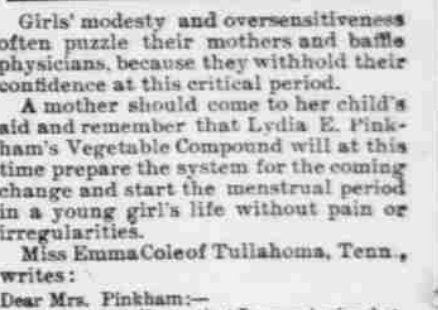 Girls' modesty and oversensitiveness
often puzzle their mothers and baffle
physicians, because they withhold their
confidence at this critical period.
A mother should come to her child's
aid and remember that Lydia E. Pink-
ham's Vegetable Compound will at this
time prepare the system for the coming
change and start the menstrual period
in a young girl's life without pain or
irregularities.
Miss Emma Cole of Tullahoma, Tenn.,
writes:
Dear Mrs. Pinkham:—